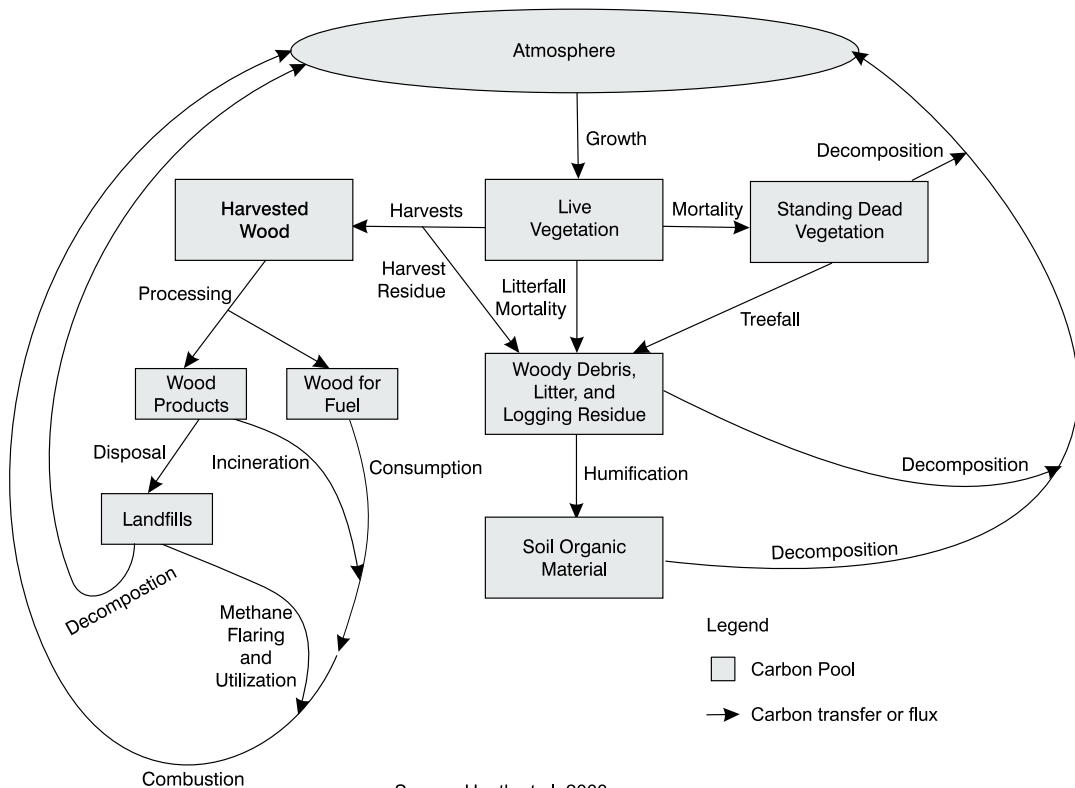 Atmosphere
Growth
Decomposition
Harvested
Wood
Harvests
Live
Vegetation
Mortality
Standing Dead
Vegetation
Harvest
Residue
Litterfall
Mortality
Treefall
Processing
Wood
Products
Wood for
Fuel
Woody Debris,
Litter, and
Logging Residue
Disposal
Incineration
Consumption
Decomposition
Humification
Landfills
Soil Organic
Material
Decomposition
Decompostion
Methane
Flaring
and
Utilization
Combustion
Legend
Carbon Pool
Carbon transfer or flux